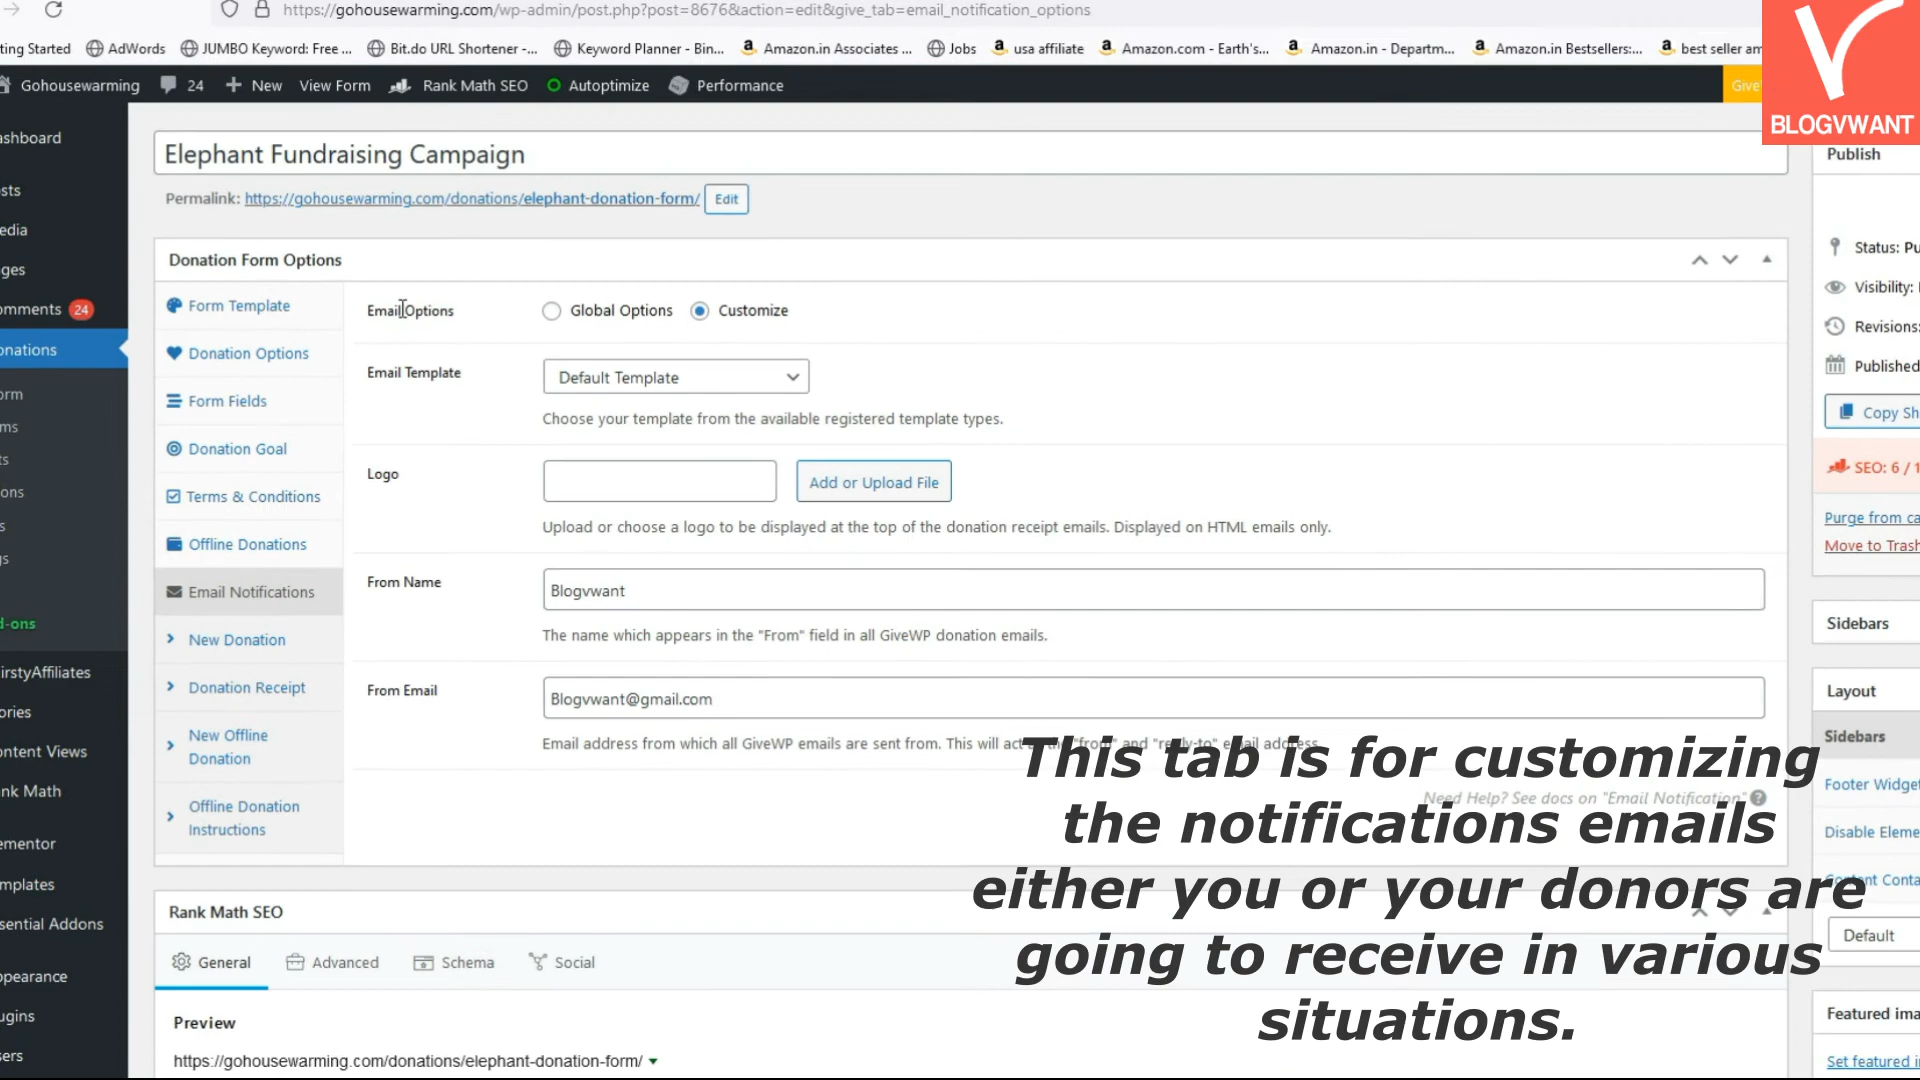 https://gohousewarming.com/wp-admin/post.php?post=8676&action=edit&give_tab=email_notification_options
ting Started AdWords JUMBO Keyword: Free ... Bit.do URL Shortener -... Keyword Planner - Bin... Amazon.in Associates ... Jobs usa affiliate Amazon.com - Earth's... Amazon.in - Departm... Amazon.in Bestsellers:... best seller am
Gohousewarming 24 New View Form Rank Math SEO Autoptimize Performance Give
BLOGVWANT
ashboard
sts
edia
ges
omments 24
onations
orm
ms
ts
ons
s
gs
d-ons
irstyAffiliates
ories
ontent Views
nk Math
ementor
mplates
sential Addons
ppearance
ugins
sers
Elephant Fundraising Campaign
Permalink: https://gohousewarming.com/donations/elephant-donation-form/ Edit
Donation Form Options
Form Template
Donation Options
Form Fields
Donation Goal
Terms & Conditions
Offline Donations
Email Notifications
New Donation
Donation Receipt
New Offline
Donation
Offline Donation
Instructions
Email Options Global Options Customize
Email Template Default Template
Choose your template from the available registered template types.
Logo Add or Upload File
Upload or choose a logo to be displayed at the top of the donation receipt emails. Displayed on HTML emails only.
From Name Blogvwant
The name which appears in the "From" field in all GiveWP donation emails.
From Email Blogvwant@gmail.com
Email address from which all GiveWP emails are sent from. This will act as the "from" and "reply-to" email address.
Need Help? See docs on "Email Notification"
This tab is for customizing
the notifications emails
either you or your donors are
going to receive in various
situations.
Rank Math SEO
General Advanced Schema Social
Preview
https://gohousewarming.com/donations/elephant-donation-form/
Publish
Status: Pu
Visibility:
Revisions:
Published
Copy Sh
SEO: 6 / 1
Purge from ca
Move to Trash
Sidebars
Layout
Sidebars
Footer Widget
Disable Eleme
Content Conta
Default
Featured ima
Set featured i